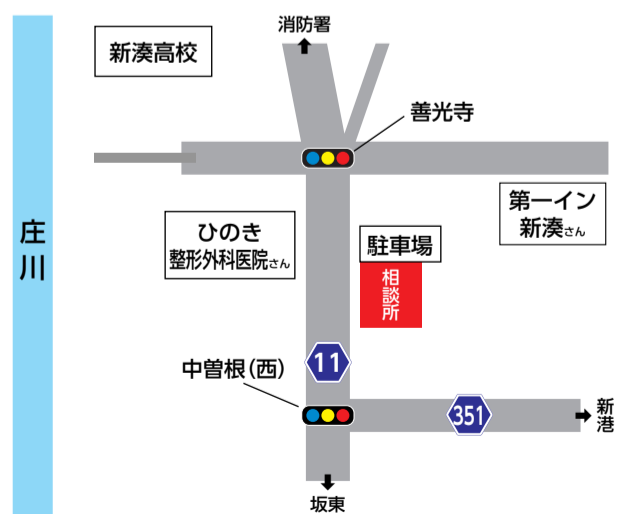 消防署
新湊高校
善光寺
庄川
第一イン
新湊さん
ひのき
整形外科医院さん
駐車場
相談所
11
中曽根(西)
351
新港
坂東